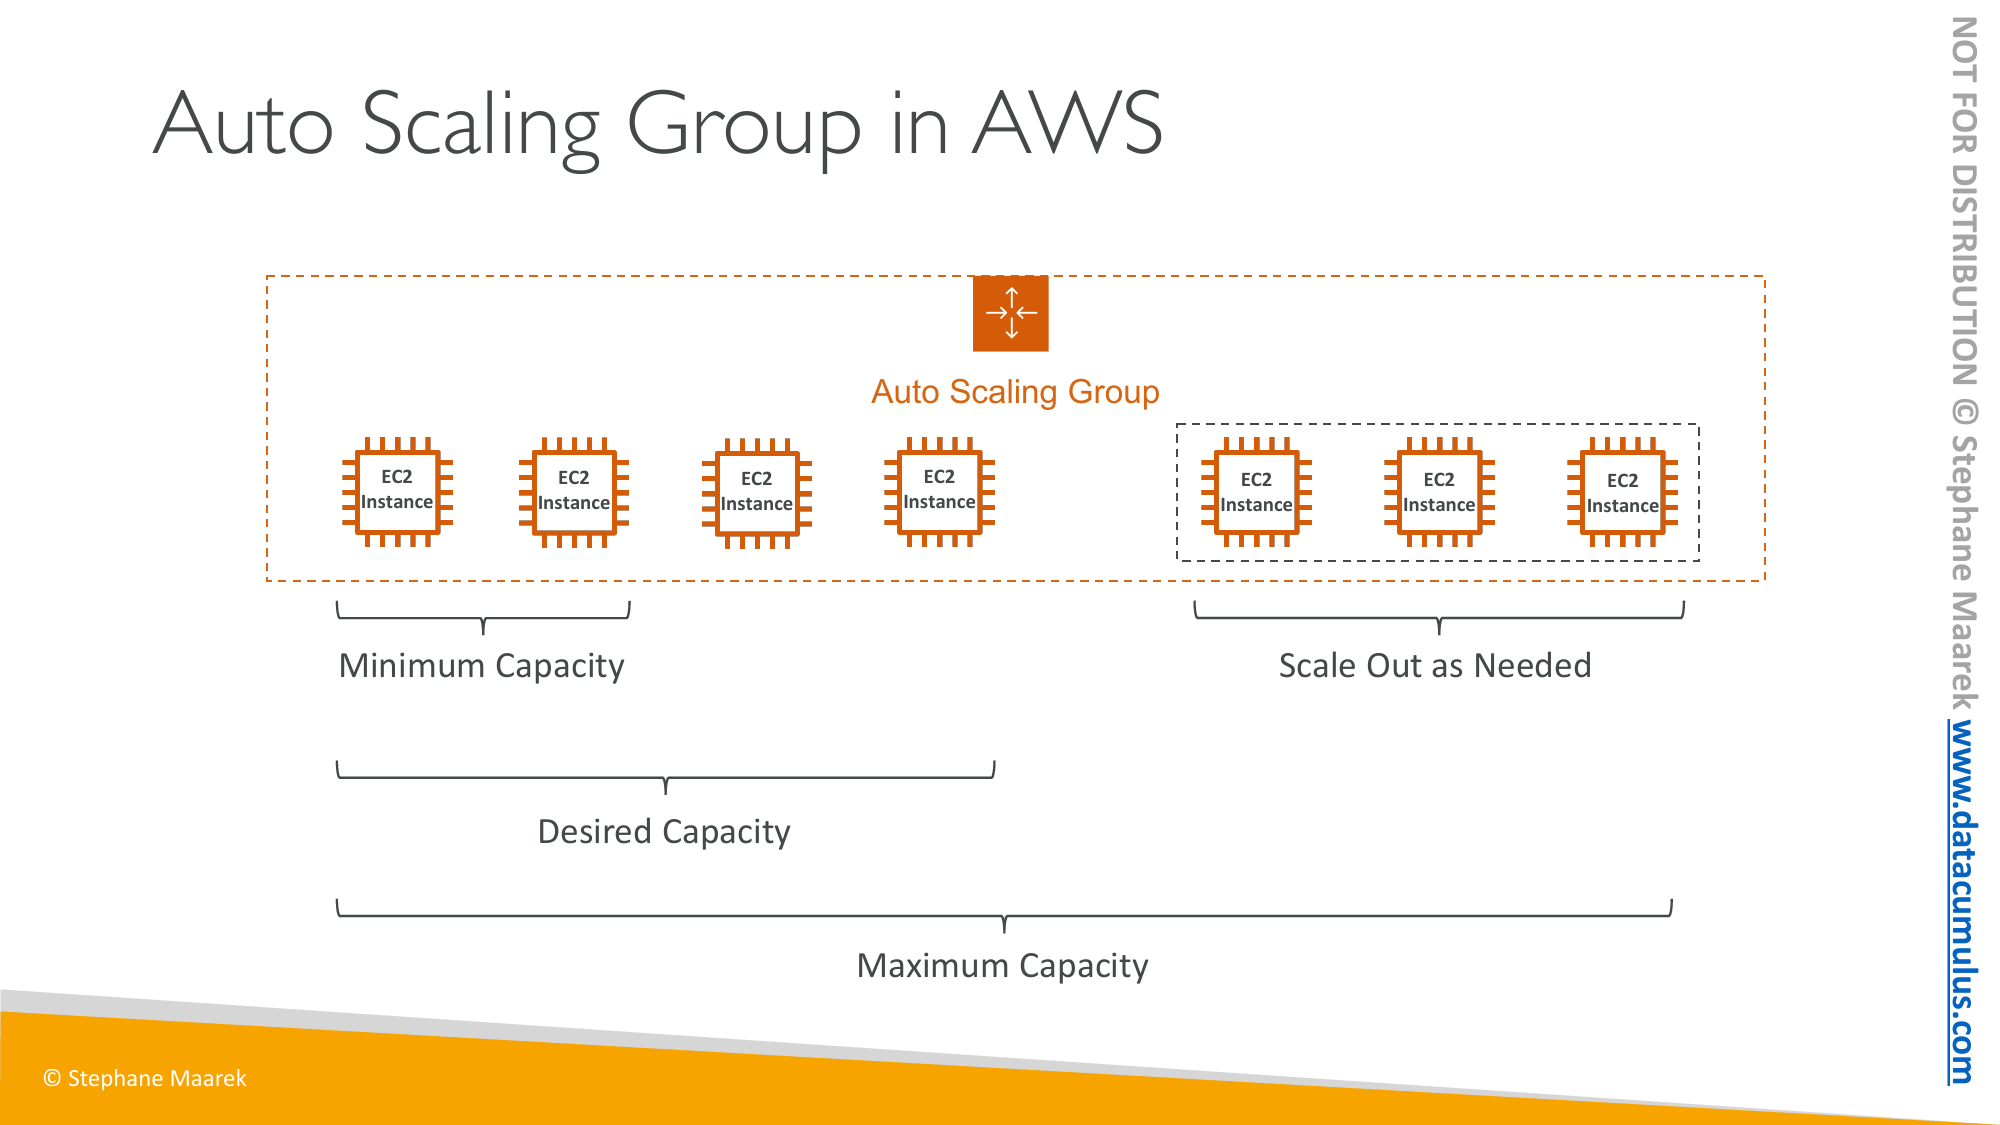 Auto Scaling Group in AWS
Auto Scaling Group
EC2
Instance
EC2
Instance
EC2
Instance
EC2
Instance
EC2
Instance
EC2
Instance
EC2
Instance
Minimum Capacity
Scale Out as Needed
Desired Capacity
Maximum Capacity
© Stephane Maarek
NOT FOR DISTRIBUTION © Stephane Maarek www.datacumulus.com